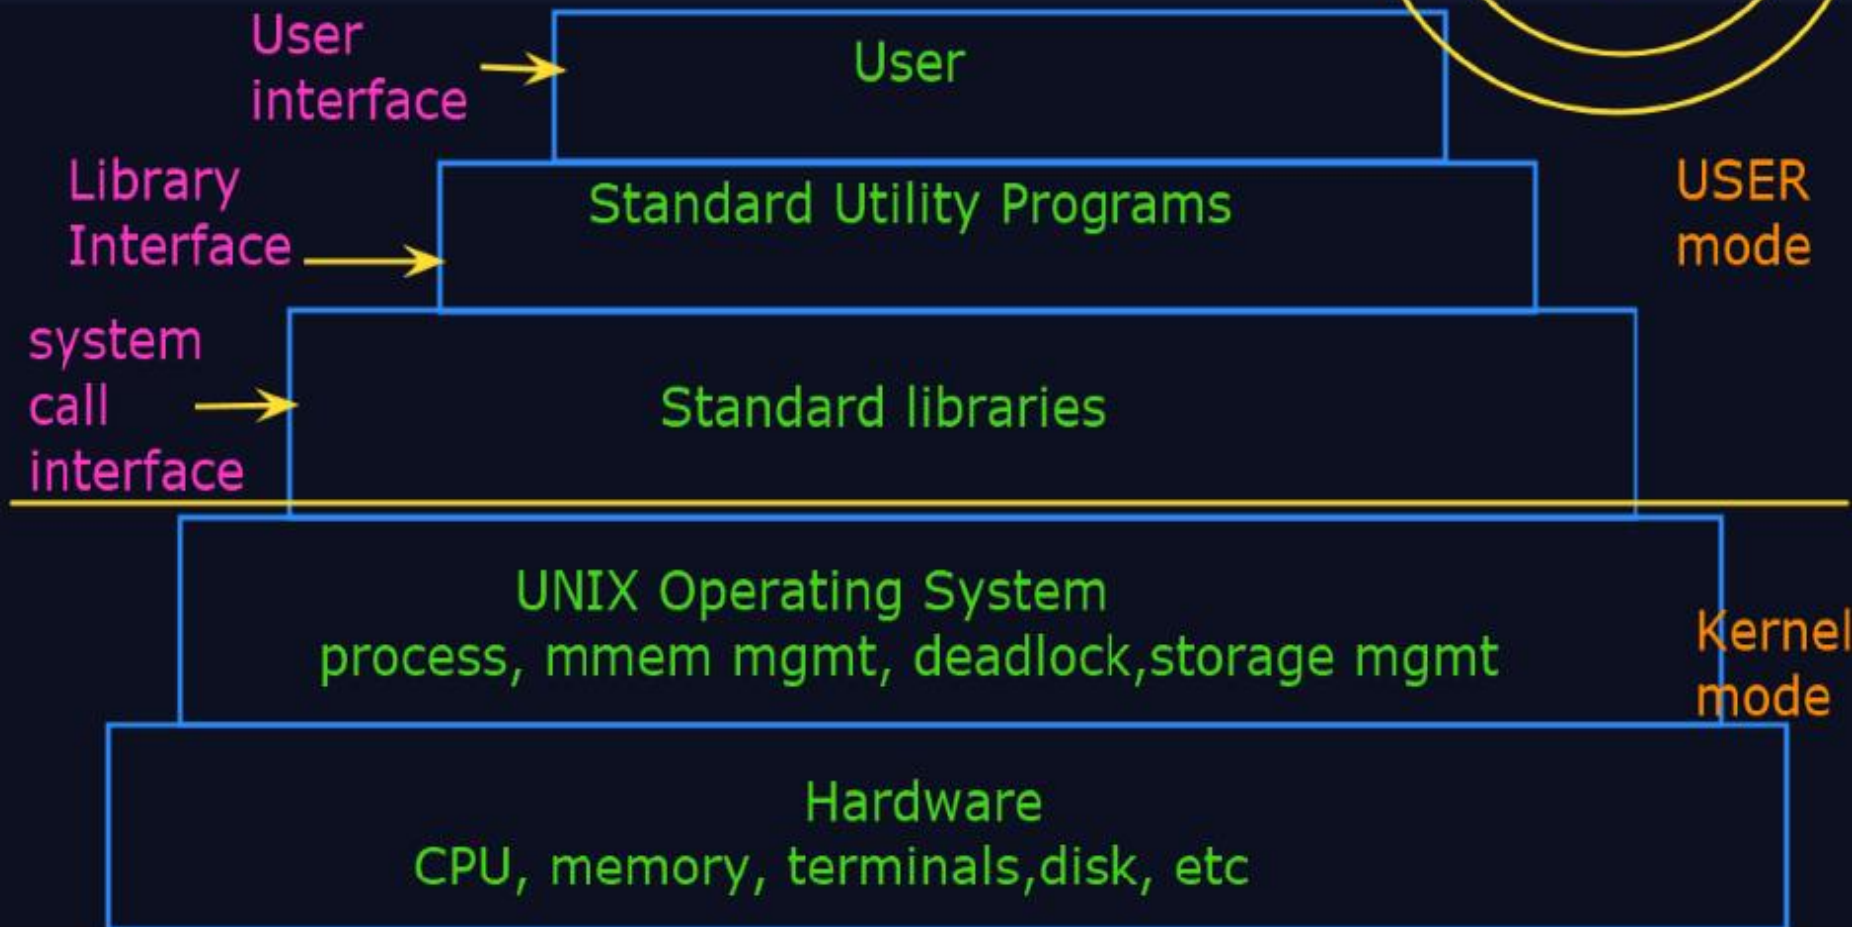 User
interface
User
Library
Interface
Standard Utility Programs
USER
mode
system
call
interface
Standard libraries
UNIX Operating System
process, mmem mgmt, deadlock,storage mgmt
Kernel
mode
Hardware
CPU, memory, terminals,disk, etc